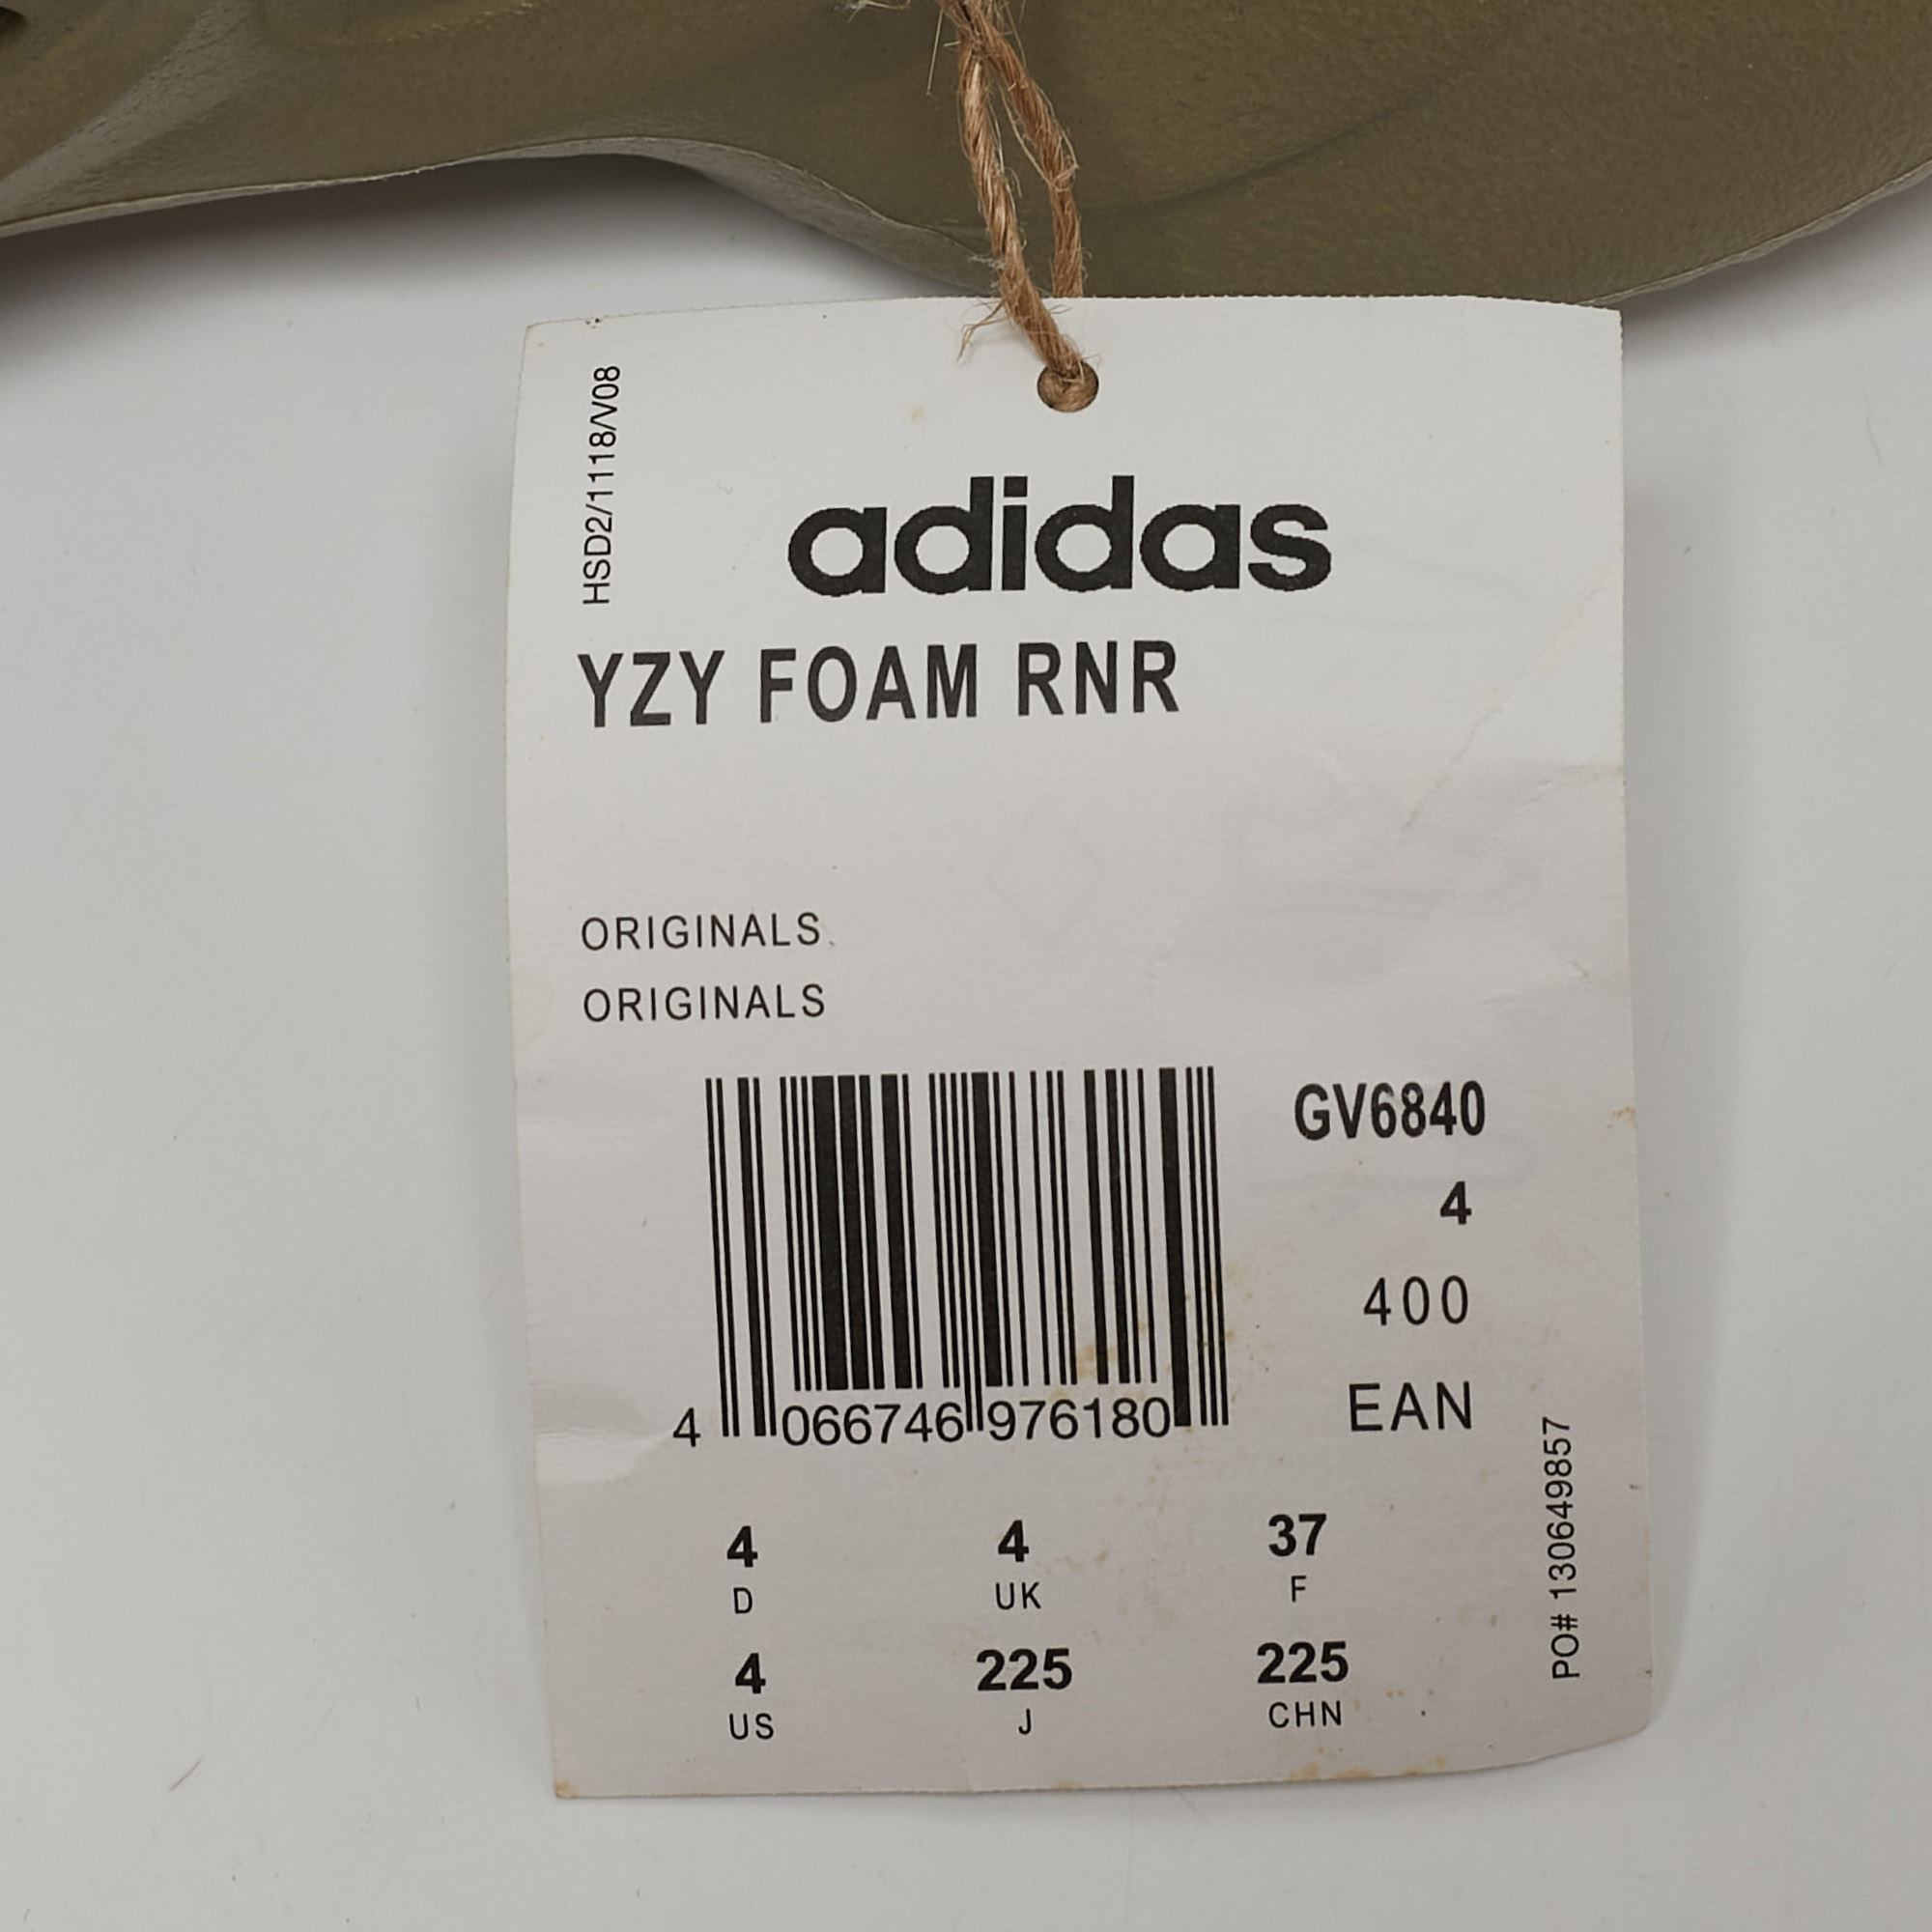 HSD2/1118/V08
adidas
YZY FOAM RNR
ORIGINALS
ORIGINALS
GV6840
4
400
EAN
4 066746 976180
4 4 37
D UK F
4 225 225
US J CHN
PO# 130649857